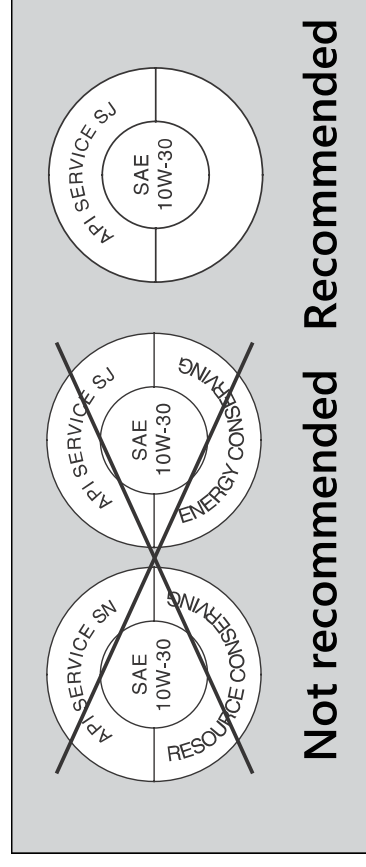 API SERVICE SN
SAE
10W-30
RESOURCE CONSERVING
API SERVICE SJ
SAE
10W-30
ENERGY CONSERVING
Not recommended
API SERVICE SJ
SAE
10W-30
Recommended